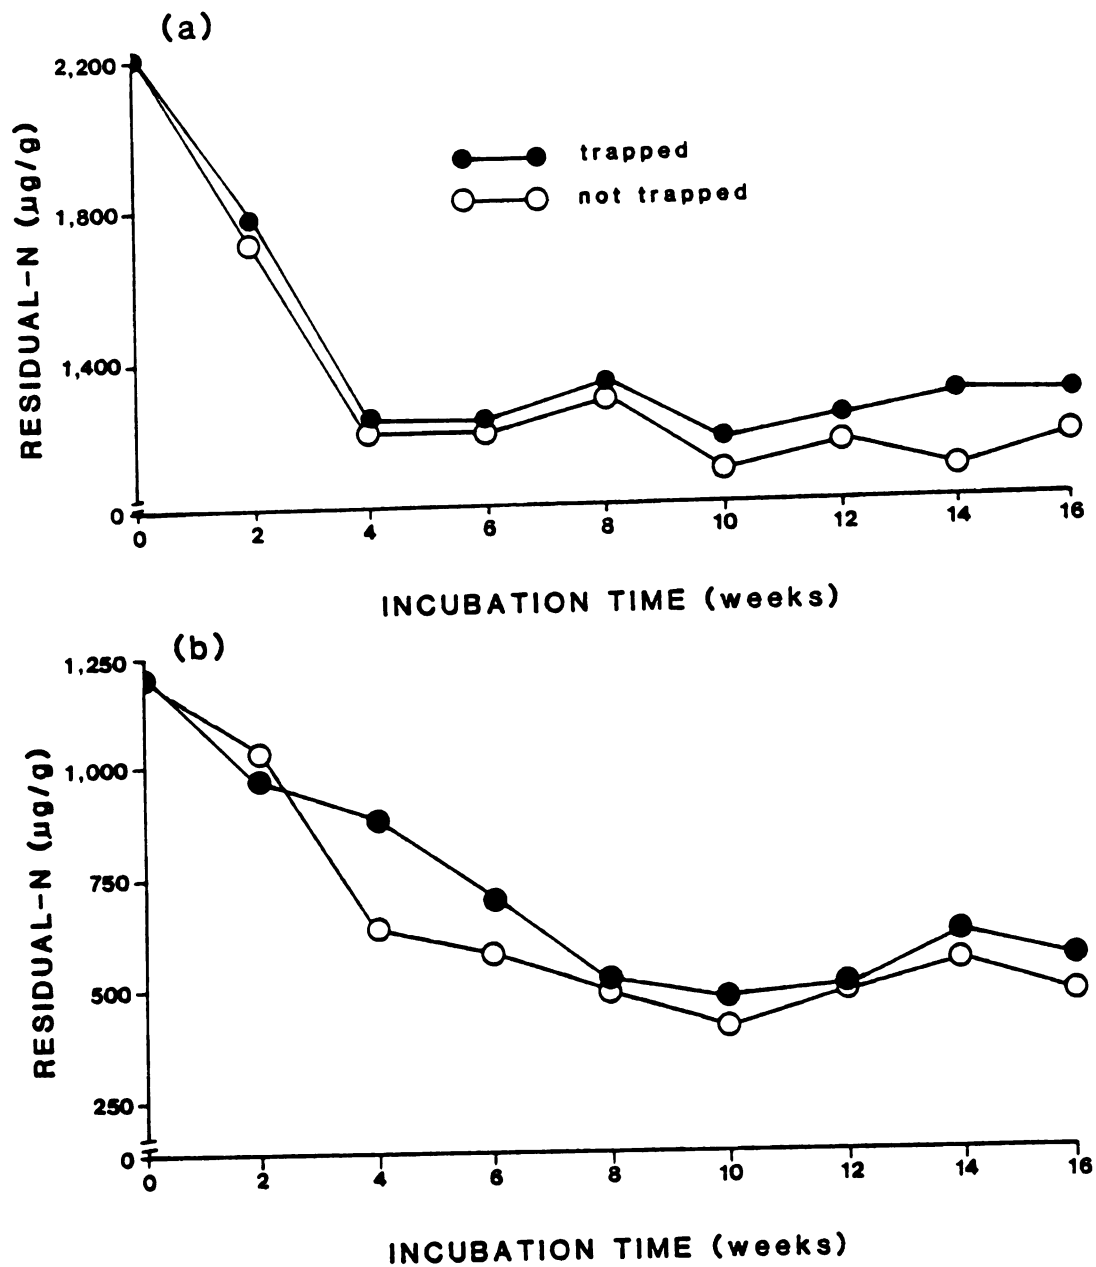 (a)
2,200
1,800
1,400
0
RESIDUAL-N (µg/g)
trapped
not trapped
0 2 4 6 8 10 12 14 16
INCUBATION TIME (weeks)
(b)
1,250
1,000
750
500
250
0
RESIDUAL-N (µg/g)
0 2 4 6 8 10 12 14 16
INCUBATION TIME (weeks)